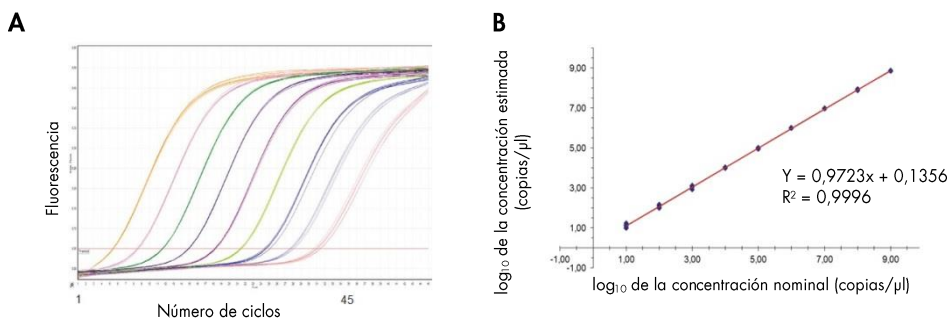 A
Fluorescencia
1
45
Número de ciclos
B
log₁₀ de la concentración estimada
(copias/µl)
9,00
7,00
5,00
3,00
1,00
-1,00
-1,00
1,00
3,00
5,00
7,00
9,00
Y = 0,9723x + 0,1356
R² = 0,9996
log₁₀ de la concentración nominal (copias/µl)